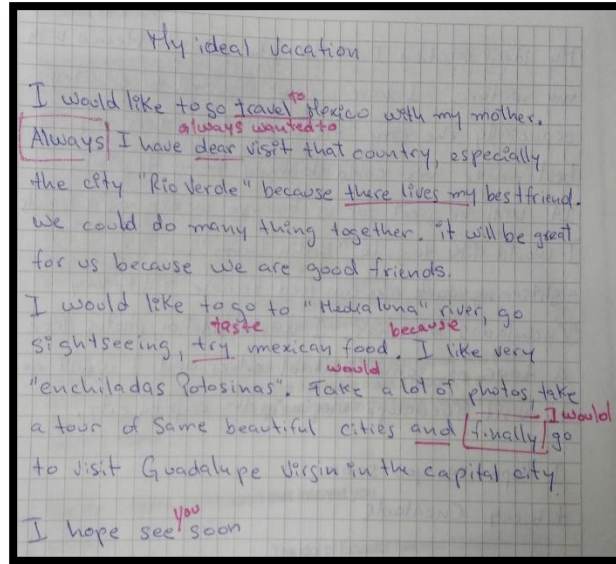 My ideal vacation
to
I would like to go travel Mexico with my mother.
always wanted to
Always I have dear visit that country, especially
the city "Rio Verde" because there lives my best friend.
We could do many thing together. it will be great
for us because we are good friends.
I would like to go to "Media luna" river, go
taste because
sightseeing, try mexican food. I like very
would
"enchiladas Potosinas". Take a lot of photos, take
I would
a tour of same beautiful cities and finally go
to visit Guadalupe Virgin in the capital city
you
I hope see soon